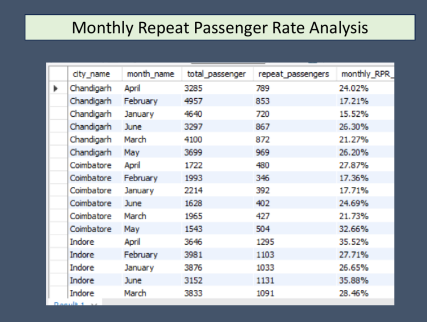 Monthly Repeat Passenger Rate Analysis
city_name month_name total_passenger repeat_passengers monthly_RPR_
Chandigarh April 3285 789 24.02%
Chandigarh February 4957 853 17.21%
Chandigarh January 4640 720 15.52%
Chandigarh June 3297 867 26.30%
Chandigarh March 4100 872 21.27%
Chandigarh May 3699 969 26.20%
Coimbatore April 1722 480 27.87%
Coimbatore February 1993 346 17.36%
Coimbatore January 2214 392 17.71%
Coimbatore June 1628 402 24.69%
Coimbatore March 1965 427 21.73%
Coimbatore May 1543 504 32.66%
Indore April 3646 1295 35.52%
Indore February 3981 1103 27.71%
Indore January 3876 1033 26.65%
Indore June 3152 1131 35.88%
Indore March 3833 1091 28.46%